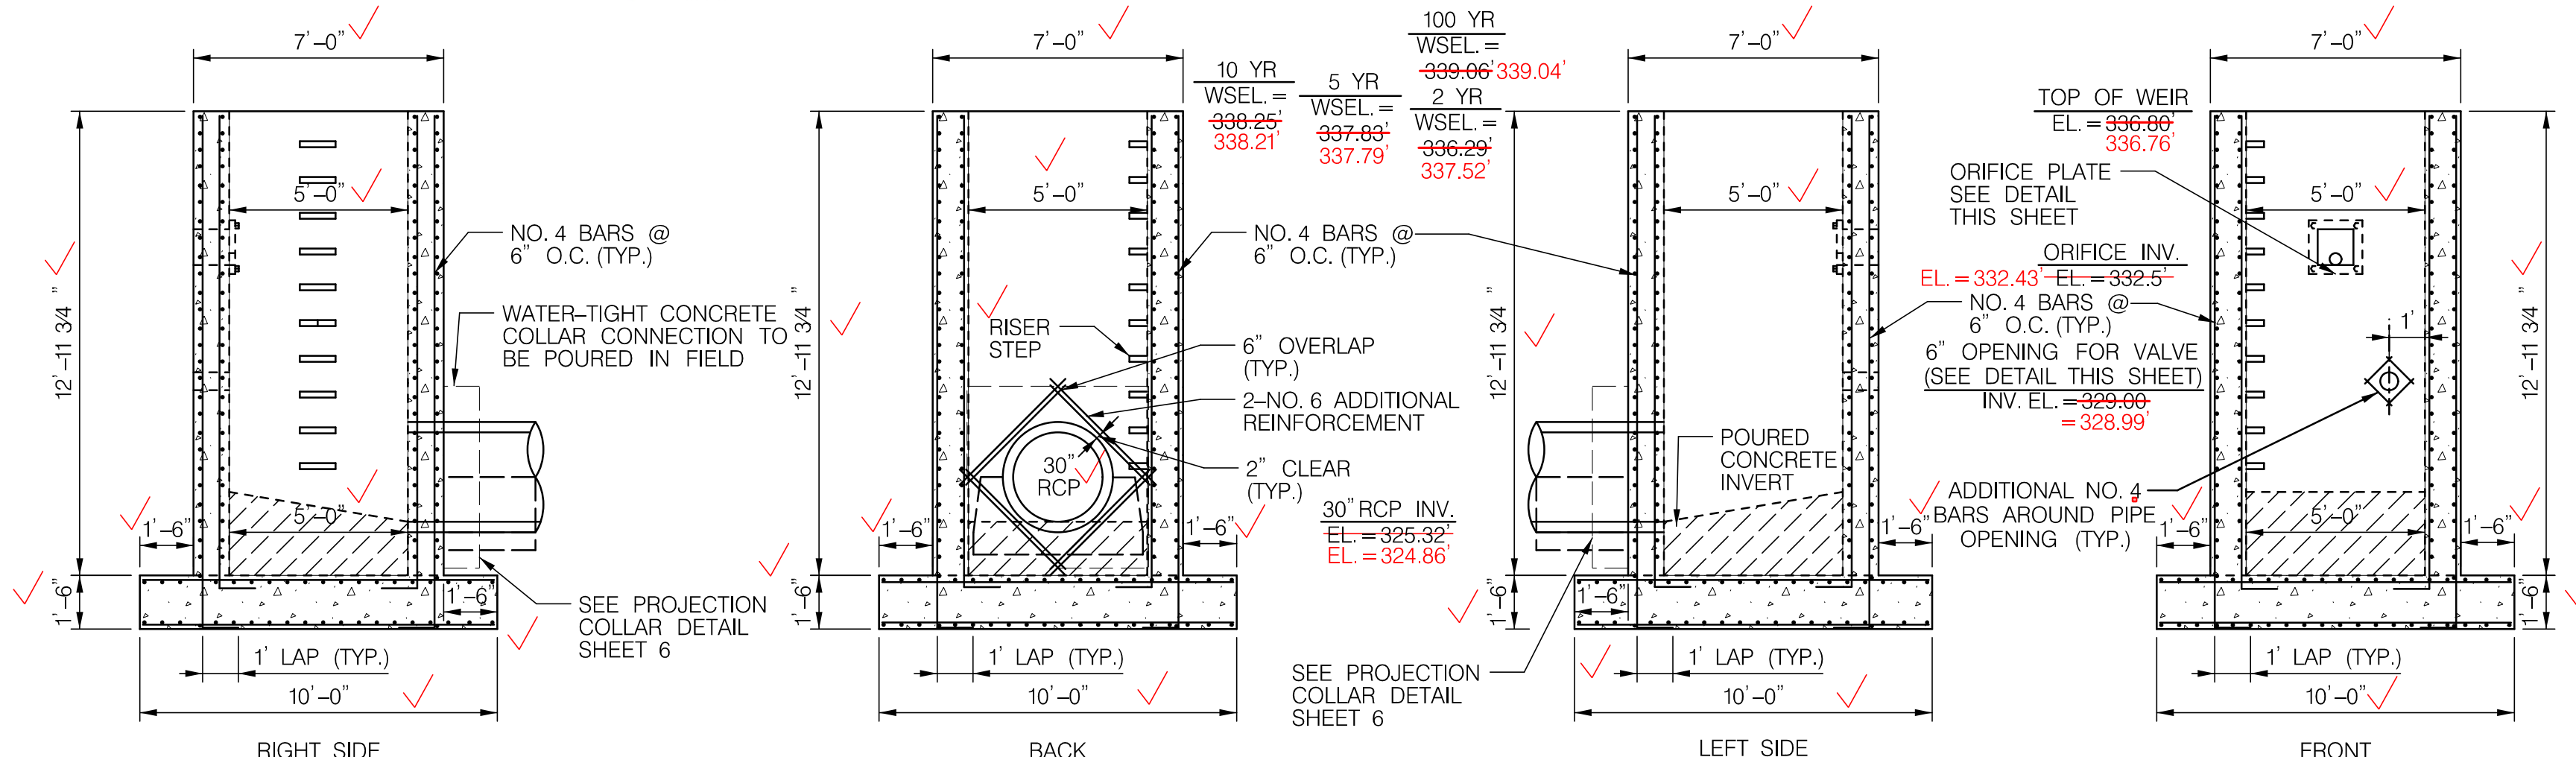 7'-0"
5'-0"
12'-11 3/4"
NO. 4 BARS @
6" O.C. (TYP.)
WATER-TIGHT CONCRETE
COLLAR CONNECTION TO
BE POURED IN FIELD
5'-0"
1'-6"
1'-6"
1'-6"
SEE PROJECTION
COLLAR DETAIL
SHEET 6
1' LAP (TYP.)
10'-0"
RIGHT SIDE
7'-0"
5'-0"
12'-11 3/4"
10 YR
WSEL. =
338.25'
338.21'
5 YR
WSEL. =
337.83'
337.79'
100 YR
WSEL. =
339.06' 339.04'
2 YR
WSEL. =
336.29'
337.52'
NO. 4 BARS @
6" O.C. (TYP.)
RISER
STEP
6" OVERLAP
(TYP.)
2-NO. 6 ADDITIONAL
REINFORCEMENT
30"
RCP
2" CLEAR
(TYP.)
30" RCP INV.
EL. = 325.32'
EL. = 324.86'
1'-6"
1'-6"
1'-6"
1' LAP (TYP.)
10'-0"
BACK
7'-0"
5'-0"
12'-11 3/4"
POURED
CONCRETE
INVERT
1'-6"
1'-6"
1'-6"
SEE PROJECTION
COLLAR DETAIL
SHEET 6
1' LAP (TYP.)
10'-0"
LEFT SIDE
7'-0"
TOP OF WEIR
EL. = 336.80'
336.76'
ORIFICE PLATE
SEE DETAIL
THIS SHEET
5'-0"
ORIFICE INV.
EL. = 332.43' EL. = 332.5'
NO. 4 BARS @
6" O.C. (TYP.)
6" OPENING FOR VALVE
(SEE DETAIL THIS SHEET)
INV. EL. = 329.00
= 328.99'
1'
12'-11 3/4"
ADDITIONAL NO. 4
BARS AROUND PIPE
OPENING (TYP.)
5'-0"
1'-6"
1'-6"
1'-6"
1' LAP (TYP.)
10'-0"
FRONT